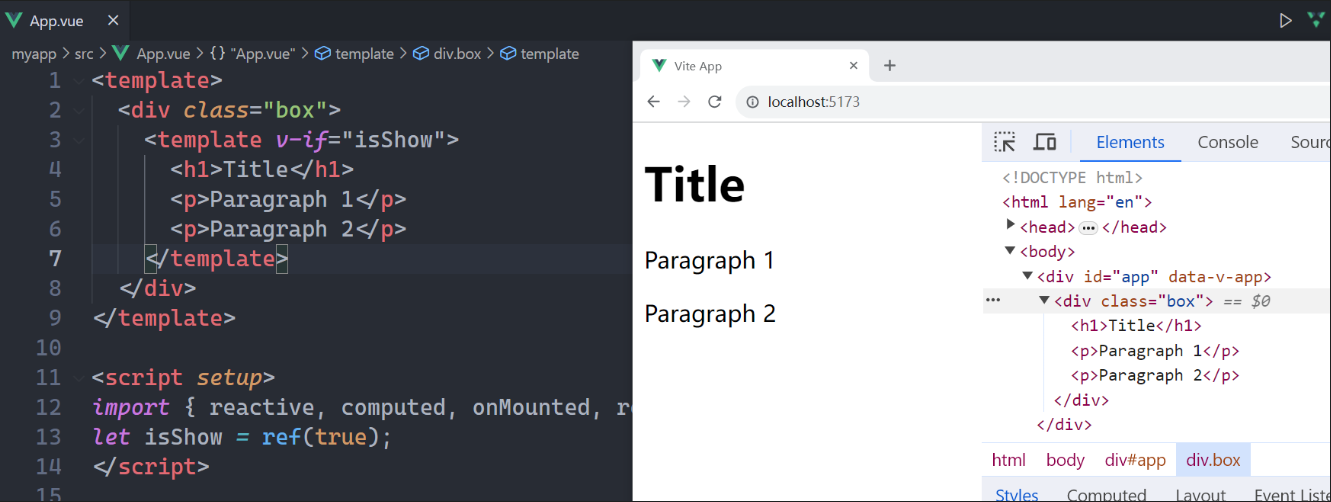 App.vue
myapp > src > App.vue > {} "App.vue" > template > div.box > template
1 <template>
2 <div class="box">
3 <template v-if="isShow">
4 <h1>Title</h1>
5 <p>Paragraph 1</p>
6 <p>Paragraph 2</p>
7 </template>
8 </div>
9 </template>
10
11 <script setup>
12 import { reactive, computed, onMounted, re
13 let isShow = ref(true);
14 </script>
15
Vite App
localhost:5173
Title
Paragraph 1
Paragraph 2
Elements Console Sourc
<!DOCTYPE html>
<html lang="en">
<head> ••• </head>
<body>
<div id="app" data-v-app>
<div class="box"> == $0
<h1>Title</h1>
<p>Paragraph 1</p>
<p>Paragraph 2</p>
</div>
</div>
html body div#app div.box
Styles Computed Layout Event Liste